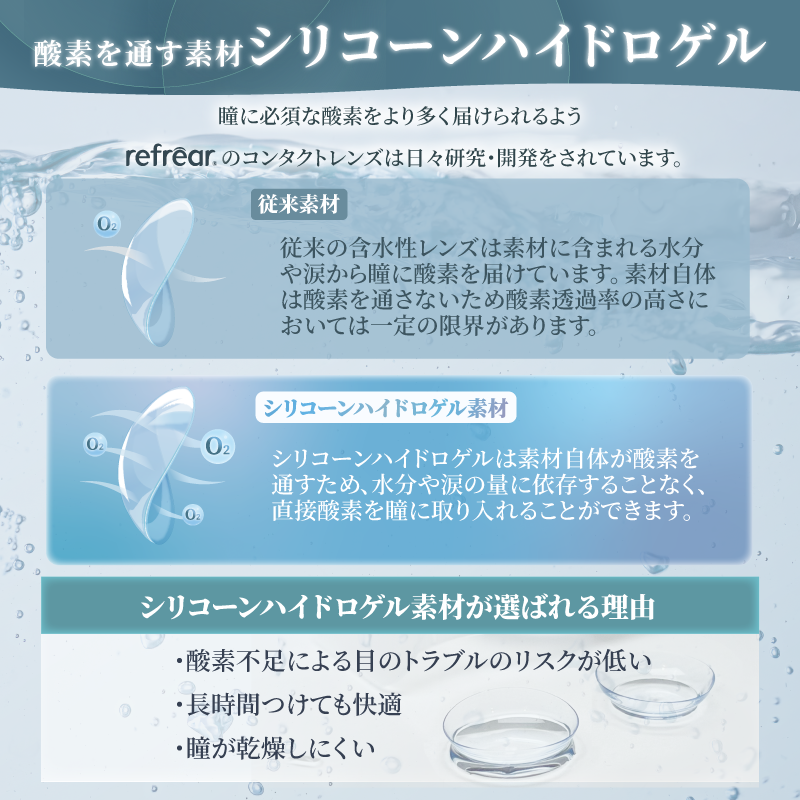 酸素を通す素材シリコーンハイドロゲル
瞳に必須な酸素をより多く届けられるよう
refrear.のコンタクトレンズは日々研究・開発をされています。
従来素材
O₂
従来の含水性レンズは素材に含まれる水分
や涙から瞳に酸素を届けています。素材自体
は酸素を通さないため酸素透過率の高さに
おいては一定の限界があります。
シリコーンハイドロゲル素材
O₂
O₂
O₂
シリコーンハイドロゲルは素材自体が酸素を
通すため、水分や涙の量に依存することなく、
直接酸素を瞳に取り入れることができます。
シリコーンハイドロゲル素材が選ばれる理由
・酸素不足による目のトラブルのリスクが低い
・長時間つけても快適
・瞳が乾燥しにくい